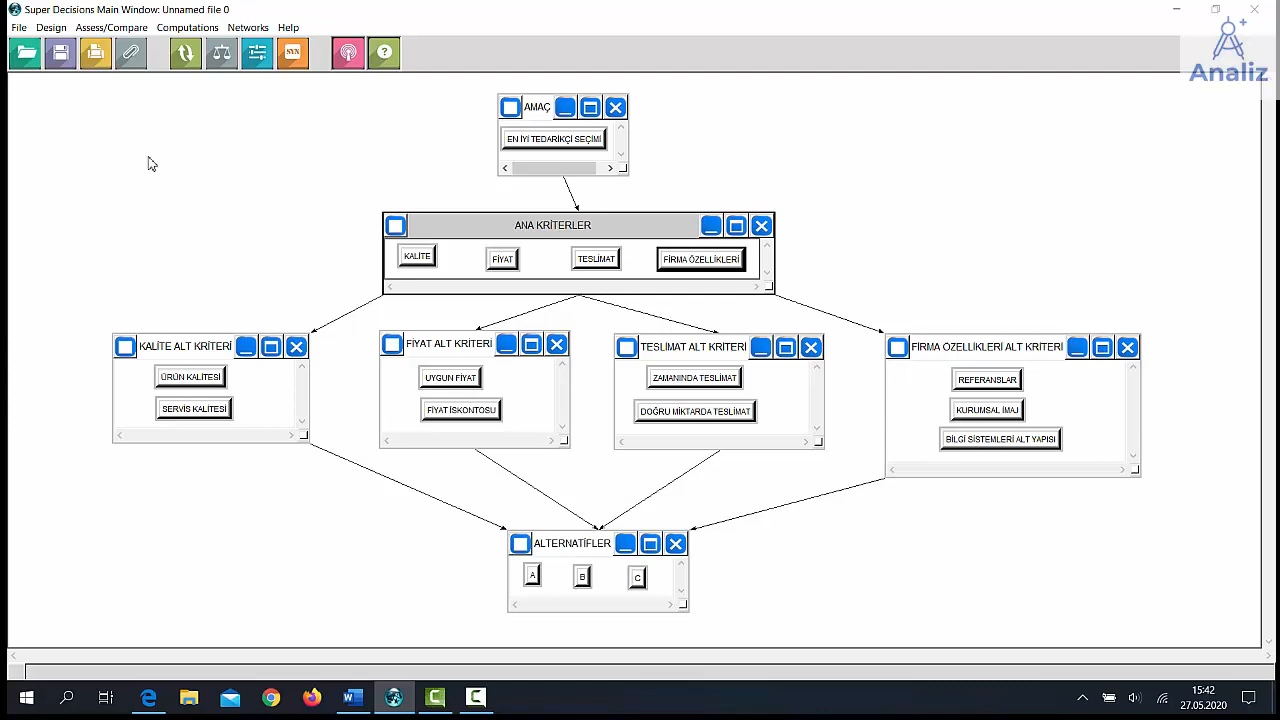 Super Decisions Main Window: Unnamed file 0
File Design Assess/Compare Computations Networks Help
SYN
Analiz
AMAÇ
EN İYİ TEDARİKÇİ SEÇİMİ
ANA KRİTERLER
KALİTE FİYAT TESLİMAT FİRMA ÖZELLİKLERİ
KALİTE ALT KRİTERİ
ÜRÜN KALİTESİ
SERVİS KALİTESİ
FİYAT ALT KRİTERİ
UYGUN FİYAT
FİYAT İSKONTOSU
TESLİMAT ALT KRİTERİ
ZAMANINDA TESLİMAT
DOĞRU MİKTARDA TESLİMAT
FİRMA ÖZELLİKLERİ ALT KRİTERİ
REFERANSLAR
KURUMSAL İMAJ
BİLGİ SİSTEMLERİ ALT YAPISI
ALTERNATİFLER
A B C
15:42
27.05.2020